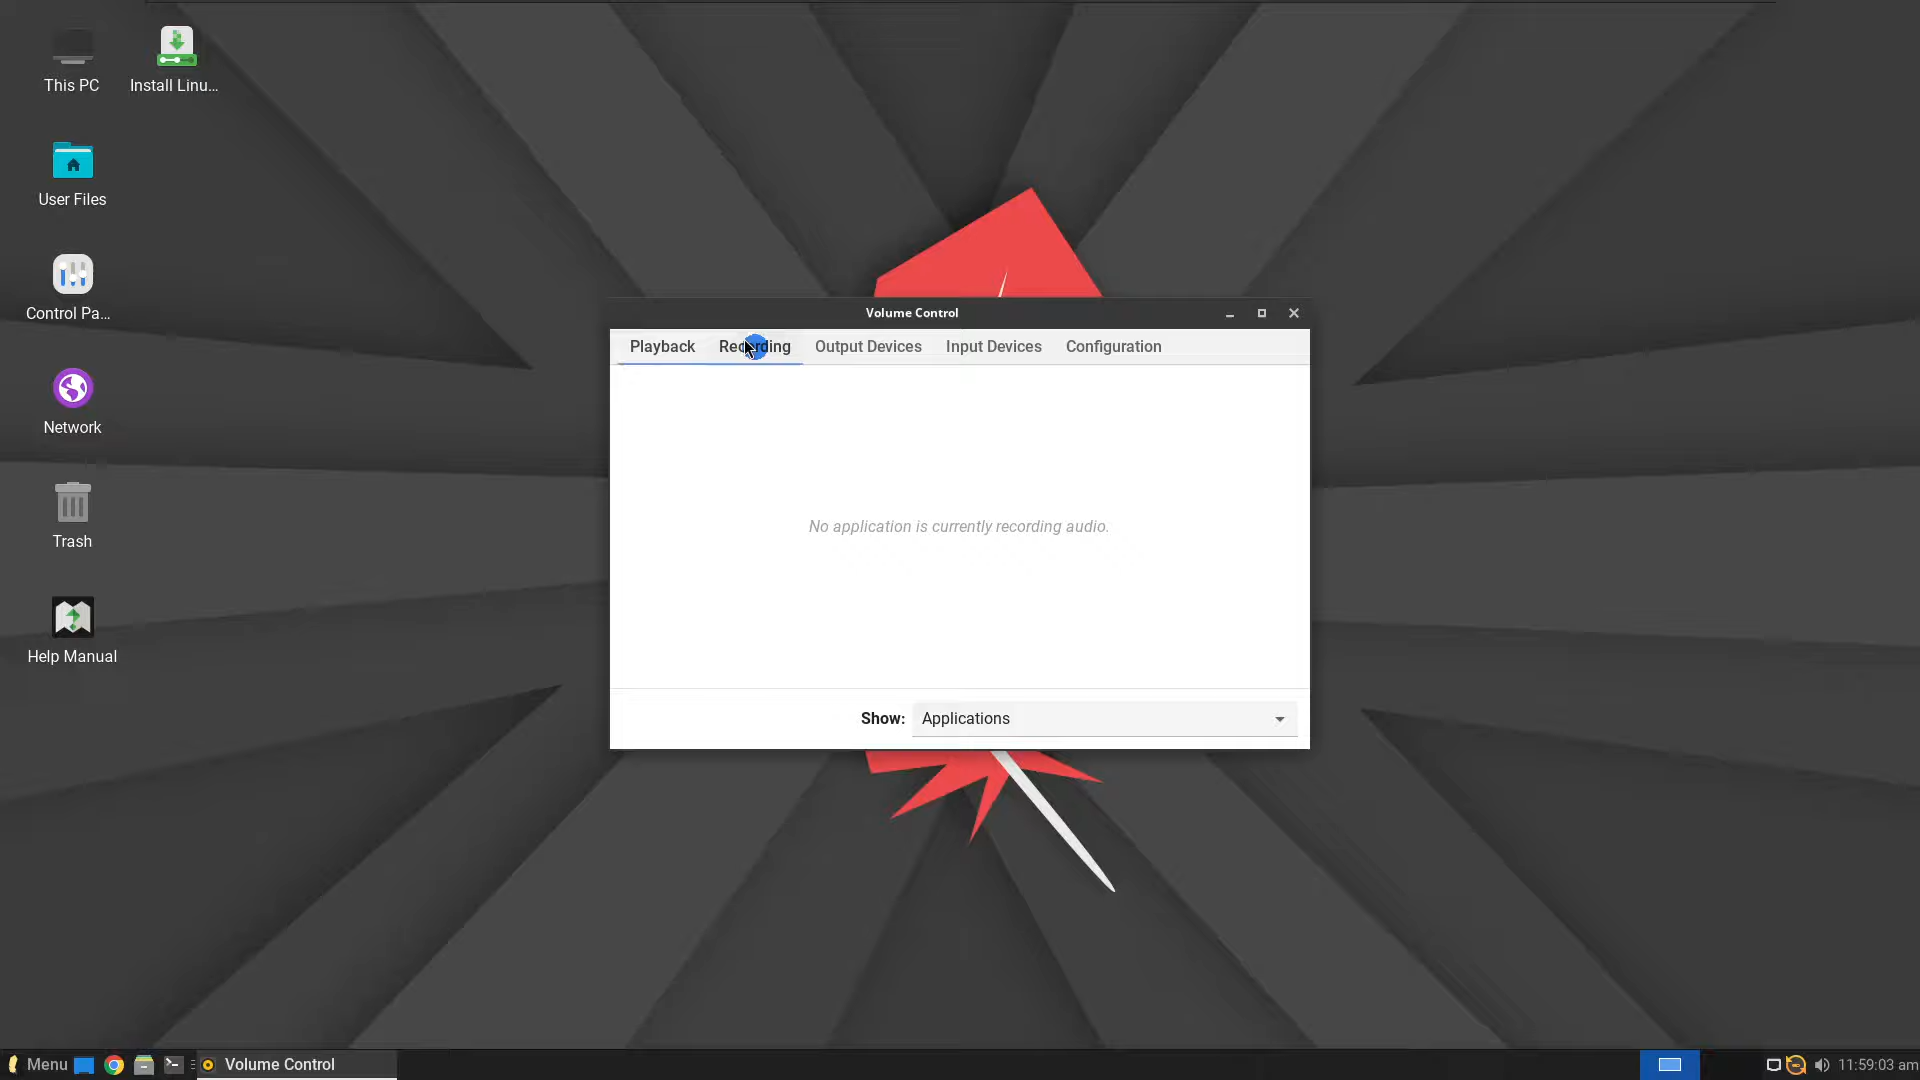 This PC
Install Linu...
User Files
Control Pa...
Network
Trash
Help Manual
Volume Control
Playback
Recording
Output Devices
Input Devices
Configuration
No application is currently recording audio.
Show: Applications
Menu
Volume Control
11:59:03 am